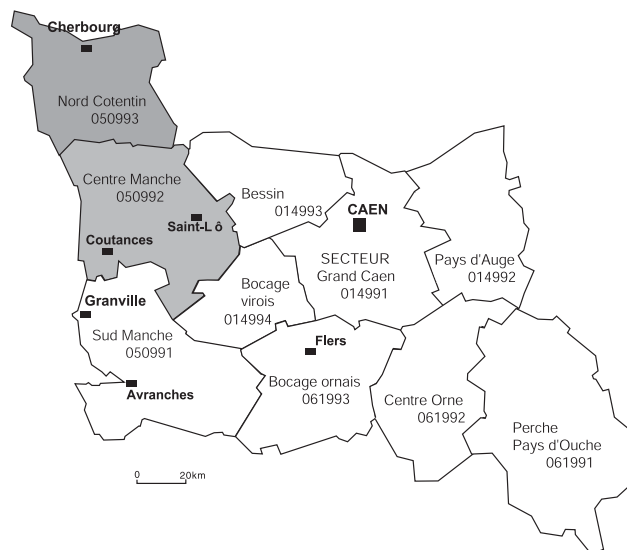 Cherbourg
Nord Cotentin
050993
Centre Manche
050992
Saint-L ô
Coutances
Bessin
014993
CAEN
SECTEUR
Grand Caen
014991
Pays d'Auge
014992
Bocage
virois
014994
Granville
Sud Manche
050991
Avranches
Flers
Bocage ornais
061993
Centre Orne
061992
Perche
Pays d'Ouche
061991
0 20km